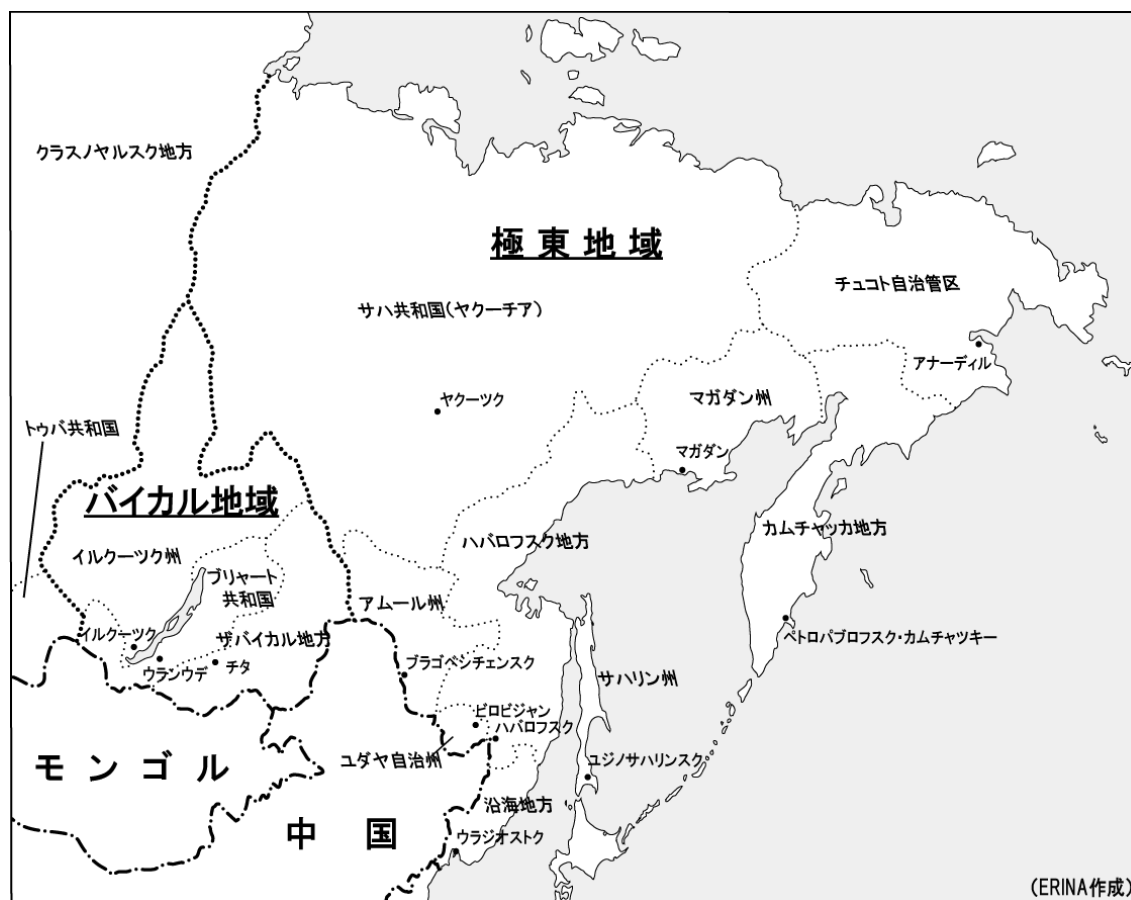 クラスノヤルスク地方
極東地域
チュコト自治管区
サハ共和国(ヤクーチア)
アナーディル
マガダン州
ヤクーツク
トゥバ共和国
マガダン
バイカル地域
カムチャッカ地方
ハバロフスク地方
イルクーツク州
ブリャート
共和国
アムール州
イルクーツク
ザバイカル地方
ペトロパブロフスク・カムチャツキー
ウランウデ
チタ
ブラゴベシチェンスク
サハリン州
ビロビジャン
ハバロフスク
ユダヤ自治州
モンゴル
ユジノサハリンスク
沿海地方
中国
ウラジオストク
(ERINA作成)